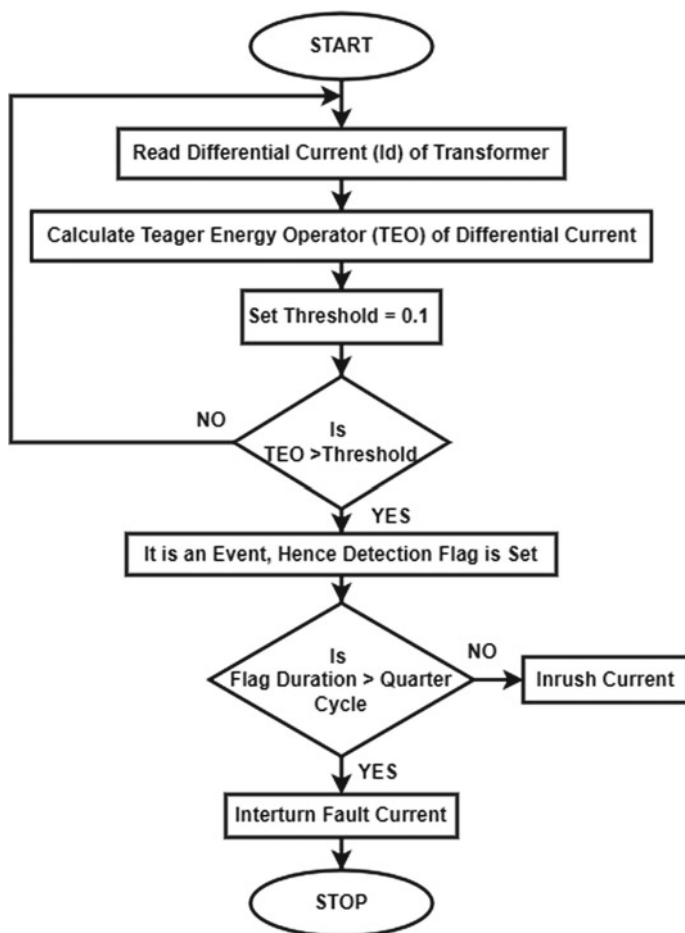 START
Read Differential Current (Id) of Transformer
Calculate Teager Energy Operator (TEO) of Differential Current
Set Threshold = 0.1
NO
Is
TEO >Threshold
YES
It is an Event, Hence Detection Flag is Set
Is
Flag Duration > Quarter
Cycle
NO
Inrush Current
YES
Interturn Fault Current
STOP